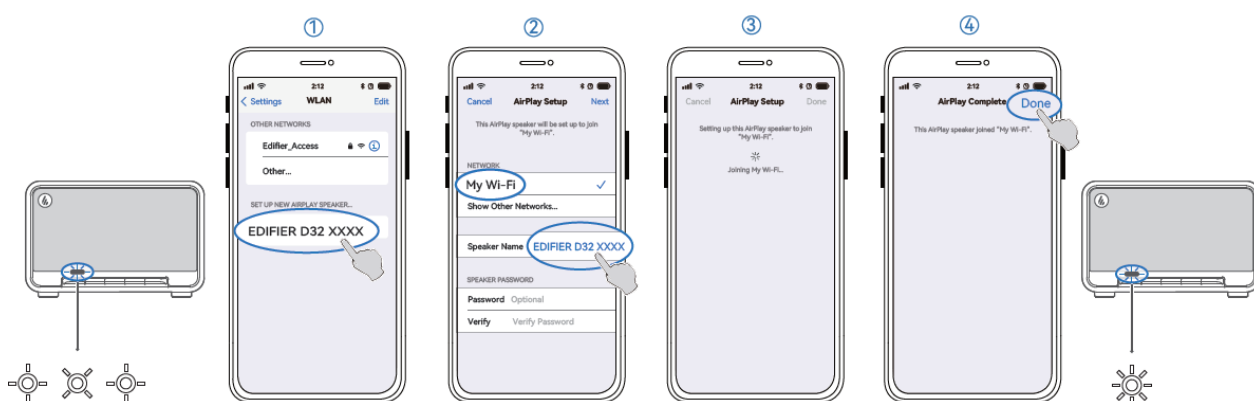 ①
2:12
Settings WLAN Edit
OTHER NETWORKS
Edifier_Access
Other...
SET UP NEW AIRPLAY SPEAKER...
EDIFIER D32 XXXX
②
2:12
Cancel AirPlay Setup Next
This AirPlay speaker will be set up to join
"My Wi-Fi".
NETWORK
My Wi-Fi
Show Other Networks...
Speaker Name EDIFIER D32 XXXX
SPEAKER PASSWORD
Password Optional
Verify Verify Password
③
2:12
Cancel AirPlay Setup Done
Setting up this AirPlay speaker to join
"My Wi-Fi".
Joining My Wi-Fi...
④
2:12
AirPlay Complete Done
This AirPlay speaker joined "My Wi-Fi".